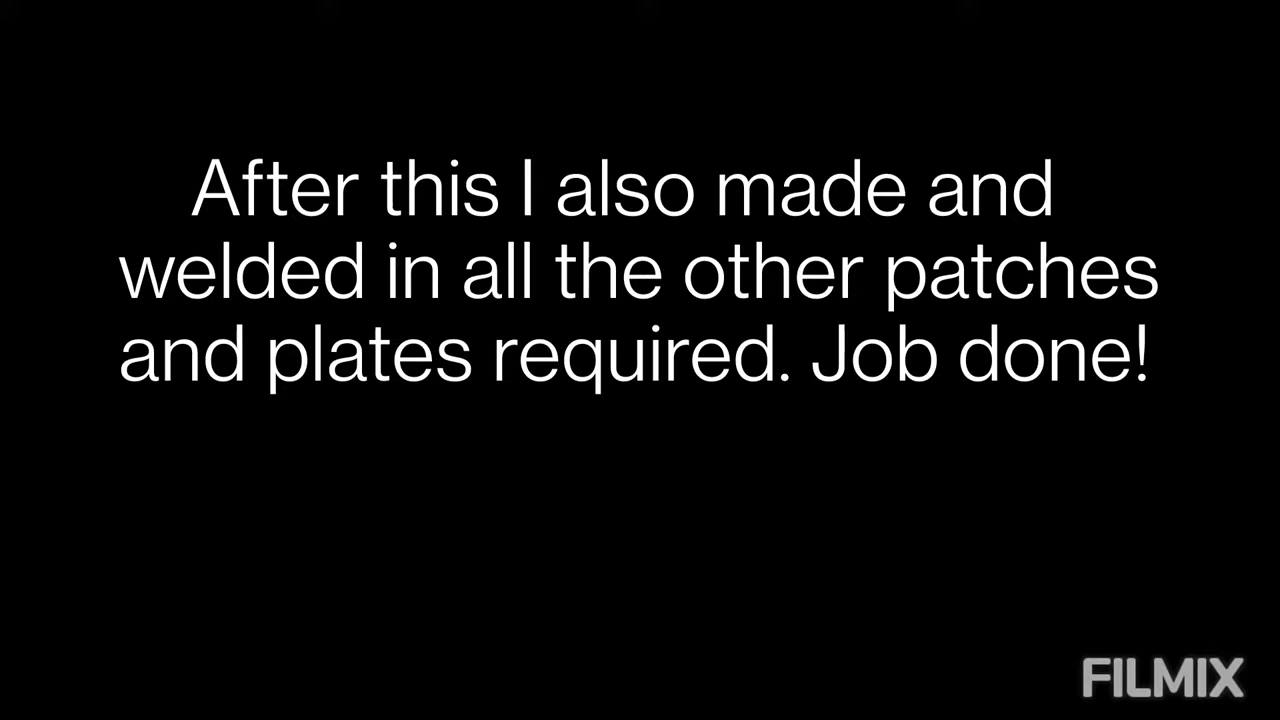 After this I also made and
welded in all the other patches
and plates required. Job done!
FILMIX